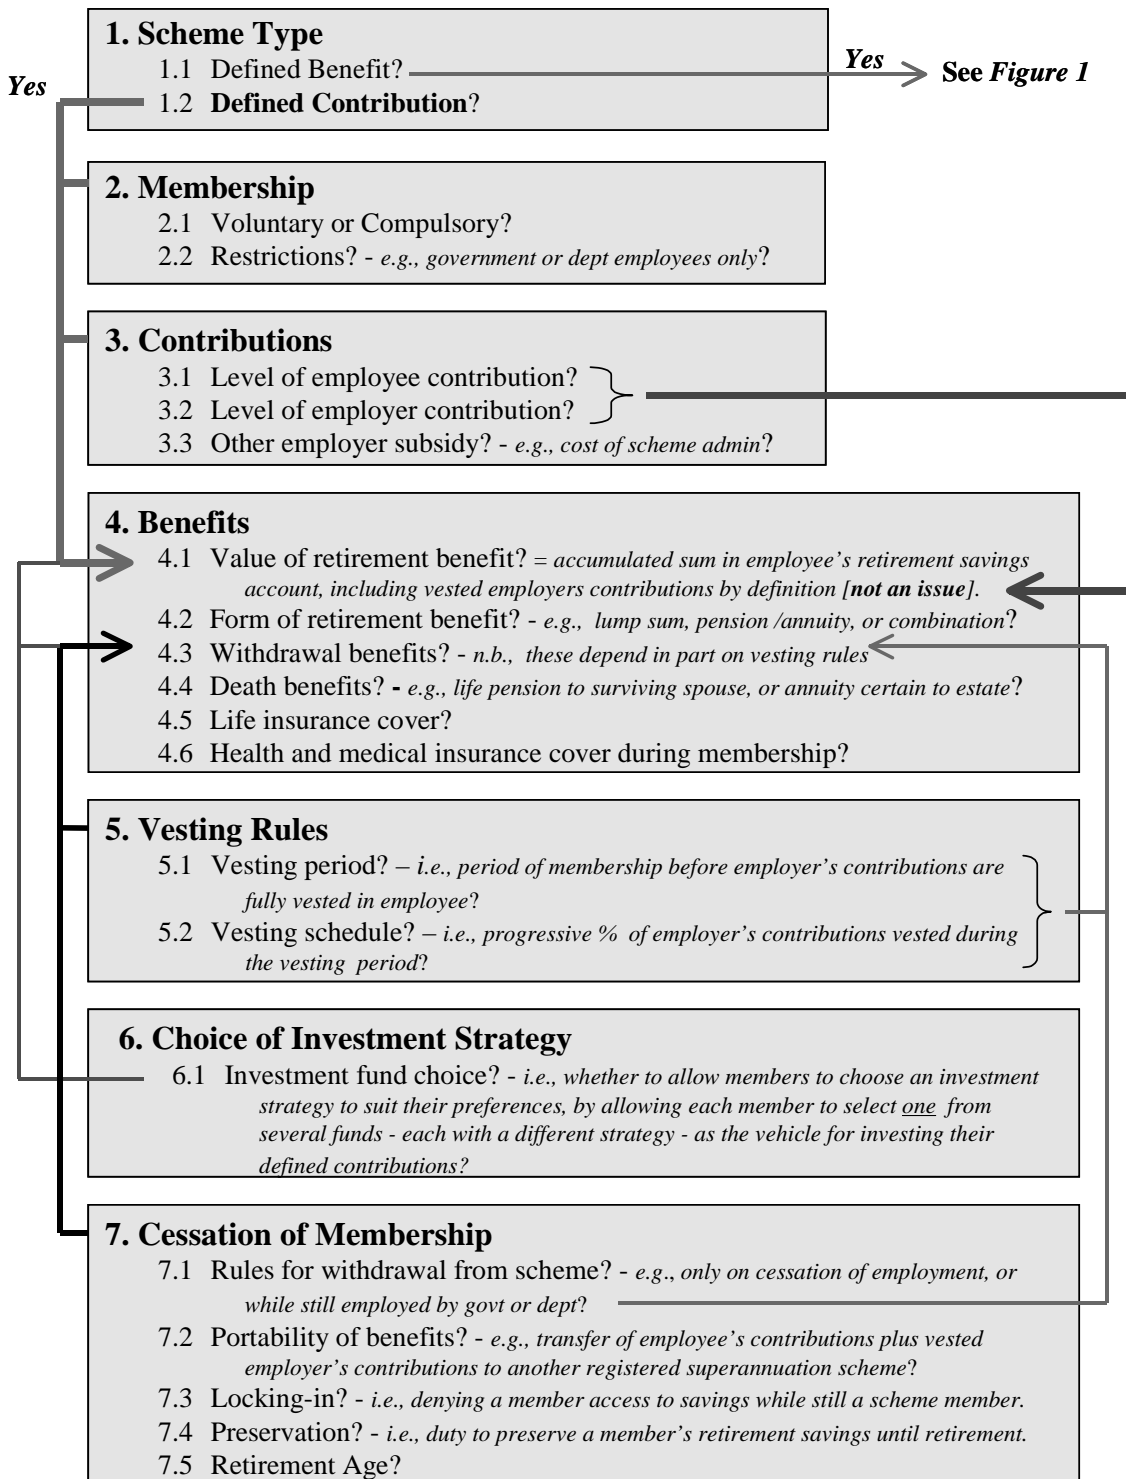 1. Scheme Type
1.1 Defined Benefit?
Yes
See Figure 1
Yes
1.2 Defined Contribution?
2. Membership
2.1 Voluntary or Compulsory?
2.2 Restrictions? - e.g., government or dept employees only?
3. Contributions
3.1 Level of employee contribution?
3.2 Level of employer contribution?
3.3 Other employer subsidy? - e.g., cost of scheme admin?
4. Benefits
4.1 Value of retirement benefit? = accumulated sum in employee's retirement savings
account, including vested employers contributions by definition [not an issue].
4.2 Form of retirement benefit? - e.g., lump sum, pension /annuity, or combination?
4.3 Withdrawal benefits? - n.b., these depend in part on vesting rules
4.4 Death benefits? - e.g., life pension to surviving spouse, or annuity certain to estate?
4.5 Life insurance cover?
4.6 Health and medical insurance cover during membership?
5. Vesting Rules
5.1 Vesting period? – i.e., period of membership before employer's contributions are
fully vested in employee?
5.2 Vesting schedule? – i.e., progressive % of employer's contributions vested during
the vesting period?
6. Choice of Investment Strategy
6.1 Investment fund choice? - i.e., whether to allow members to choose an investment
strategy to suit their preferences, by allowing each member to select one from
several funds - each with a different strategy - as the vehicle for investing their
defined contributions?
7. Cessation of Membership
7.1 Rules for withdrawal from scheme? - e.g., only on cessation of employment, or
while still employed by govt or dept?
7.2 Portability of benefits? - e.g., transfer of employee's contributions plus vested
employer's contributions to another registered superannuation scheme?
7.3 Locking-in? - i.e., denying a member access to savings while still a scheme member.
7.4 Preservation? - i.e., duty to preserve a member's retirement savings until retirement.
7.5 Retirement Age?